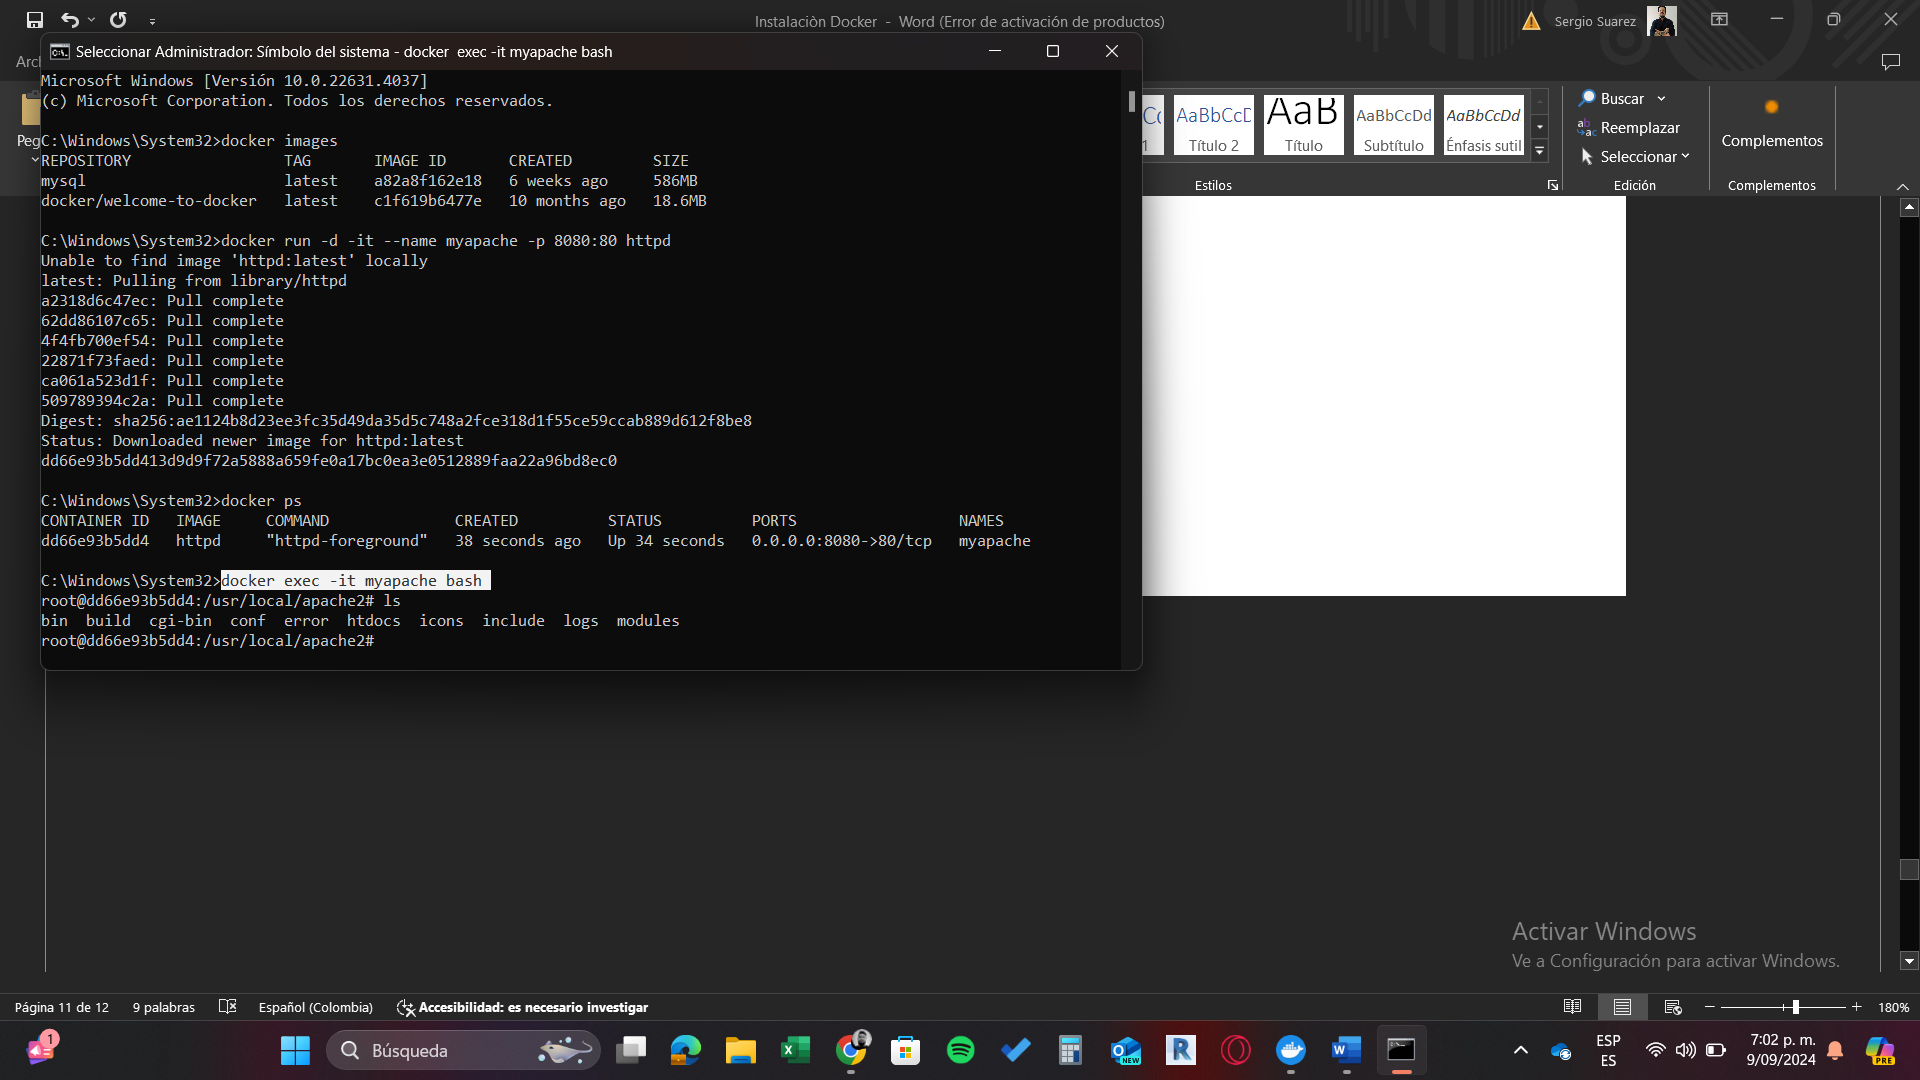 Instalaciòn Docker - Word (Error de activación de productos)
Sergio Suarez
Seleccionar Administrador: Símbolo del sistema - docker  exec -it myapache bash
Microsoft Windows [Versión 10.0.22631.4037]
(c) Microsoft Corporation. Todos los derechos reservados.
C:\Windows\System32>docker images
REPOSITORY                 TAG       IMAGE ID       CREATED         SIZE
mysql                      latest    a82a8f162e18   6 weeks ago     586MB
docker/welcome-to-docker   latest    c1f619b6477e   10 months ago   18.6MB
C:\Windows\System32>docker run -d -it --name myapache -p 8080:80 httpd
Unable to find image 'httpd:latest' locally
latest: Pulling from library/httpd
a2318d6c47ec: Pull complete
62dd86107c65: Pull complete
4f4fb700ef54: Pull complete
22871f73faed: Pull complete
ca061a523d1f: Pull complete
509789394c2a: Pull complete
Digest: sha256:ae1124b8d23ee3fc35d49da35d5c748a2fce318d1f55ce59ccab889d612f8be8
Status: Downloaded newer image for httpd:latest
dd66e93b5dd413d9d9f72a5888a659fe0a17bc0ea3e0512889faa22a96bd8ec0
C:\Windows\System32>docker ps
CONTAINER ID   IMAGE     COMMAND              CREATED          STATUS          PORTS                  NAMES
dd66e93b5dd4   httpd     "httpd-foreground"   38 seconds ago   Up 34 seconds   0.0.0.0:8080->80/tcp   myapache
C:\Windows\System32>docker exec -it myapache bash
root@dd66e93b5dd4:/usr/local/apache2# ls
bin  build  cgi-bin  conf  error  htdocs  icons  include  logs  modules
root@dd66e93b5dd4:/usr/local/apache2#
AaBbCcD AaB AaBbCcDd AaBbCcDd
1 Título 2 Título Subtítulo Énfasis sutil
Estilos
Buscar
Reemplazar
Seleccionar
Edición
Complementos
Complementos
Activar Windows
Ve a Configuración para activar Windows.
Página 11 de 12 9 palabras Español (Colombia) Accesibilidad: es necesario investigar 180%
1
Búsqueda
NEW
ESP
ES
7:02 p. m.
9/09/2024
PRE